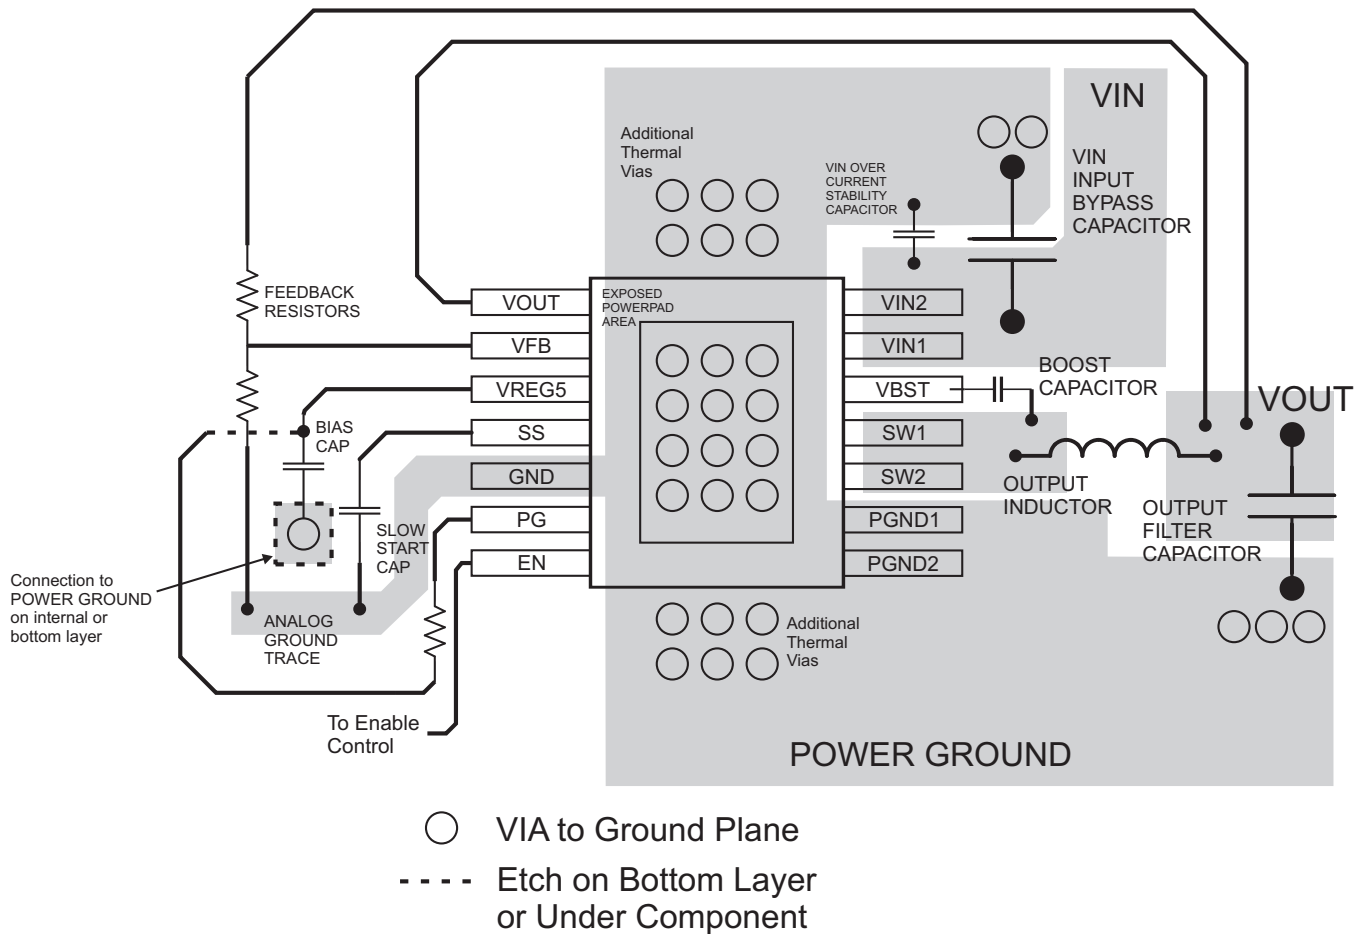 VIN
Additional
Thermal
Vias
VIN OVER
CURRENT
STABILITY
CAPACITOR
VIN
INPUT
BYPASS
CAPACITOR
FEEDBACK
RESISTORS
VOUT
VFB
VREG5
SS
GND
PG
EN
EXPOSED
POWERPAD
AREA
VIN2
VIN1
VBST
SW1
SW2
PGND1
PGND2
BOOST
CAPACITOR
VOUT
BIAS
CAP
SLOW
START
CAP
OUTPUT
INDUCTOR
OUTPUT
FILTER
CAPACITOR
Connection to
POWER GROUND
on internal or
bottom layer
ANALOG
GROUND
TRACE
Additional
Thermal
Vias
To Enable
Control
POWER GROUND
VIA to Ground Plane
Etch on Bottom Layer
or Under Component